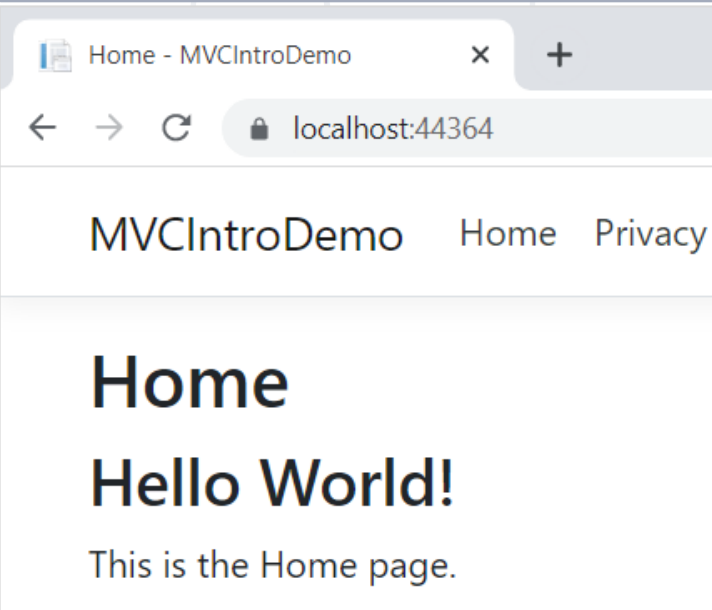 Home - MVCIntroDemo
localhost:44364
MVCIntroDemo Home Privacy
Home
Hello World!
This is the Home page.